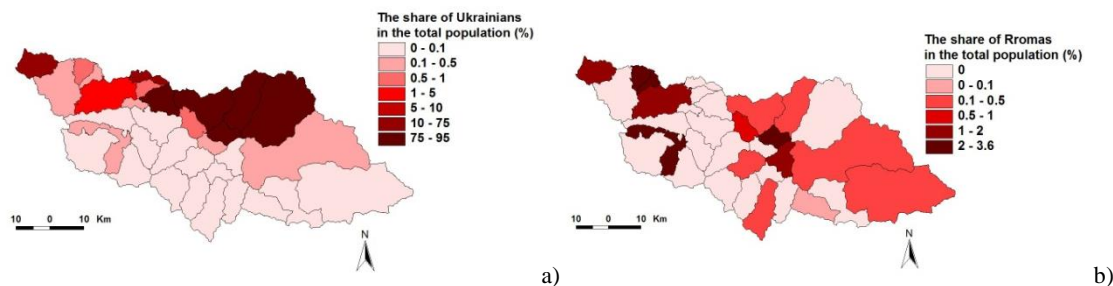 The share of Ukrainians
in the total population (%)
0 - 0.1
0.1 - 0.5
0.5 - 1
1 - 5
5 - 10
10 - 75
75 - 95
10 0 10 Km
N
a)
The share of Rromas
in the total population (%)
0
0 - 0.1
0.1 - 0.5
0.5 - 1
1 - 2
2 - 3.6
10 0 10 Km
N
b)